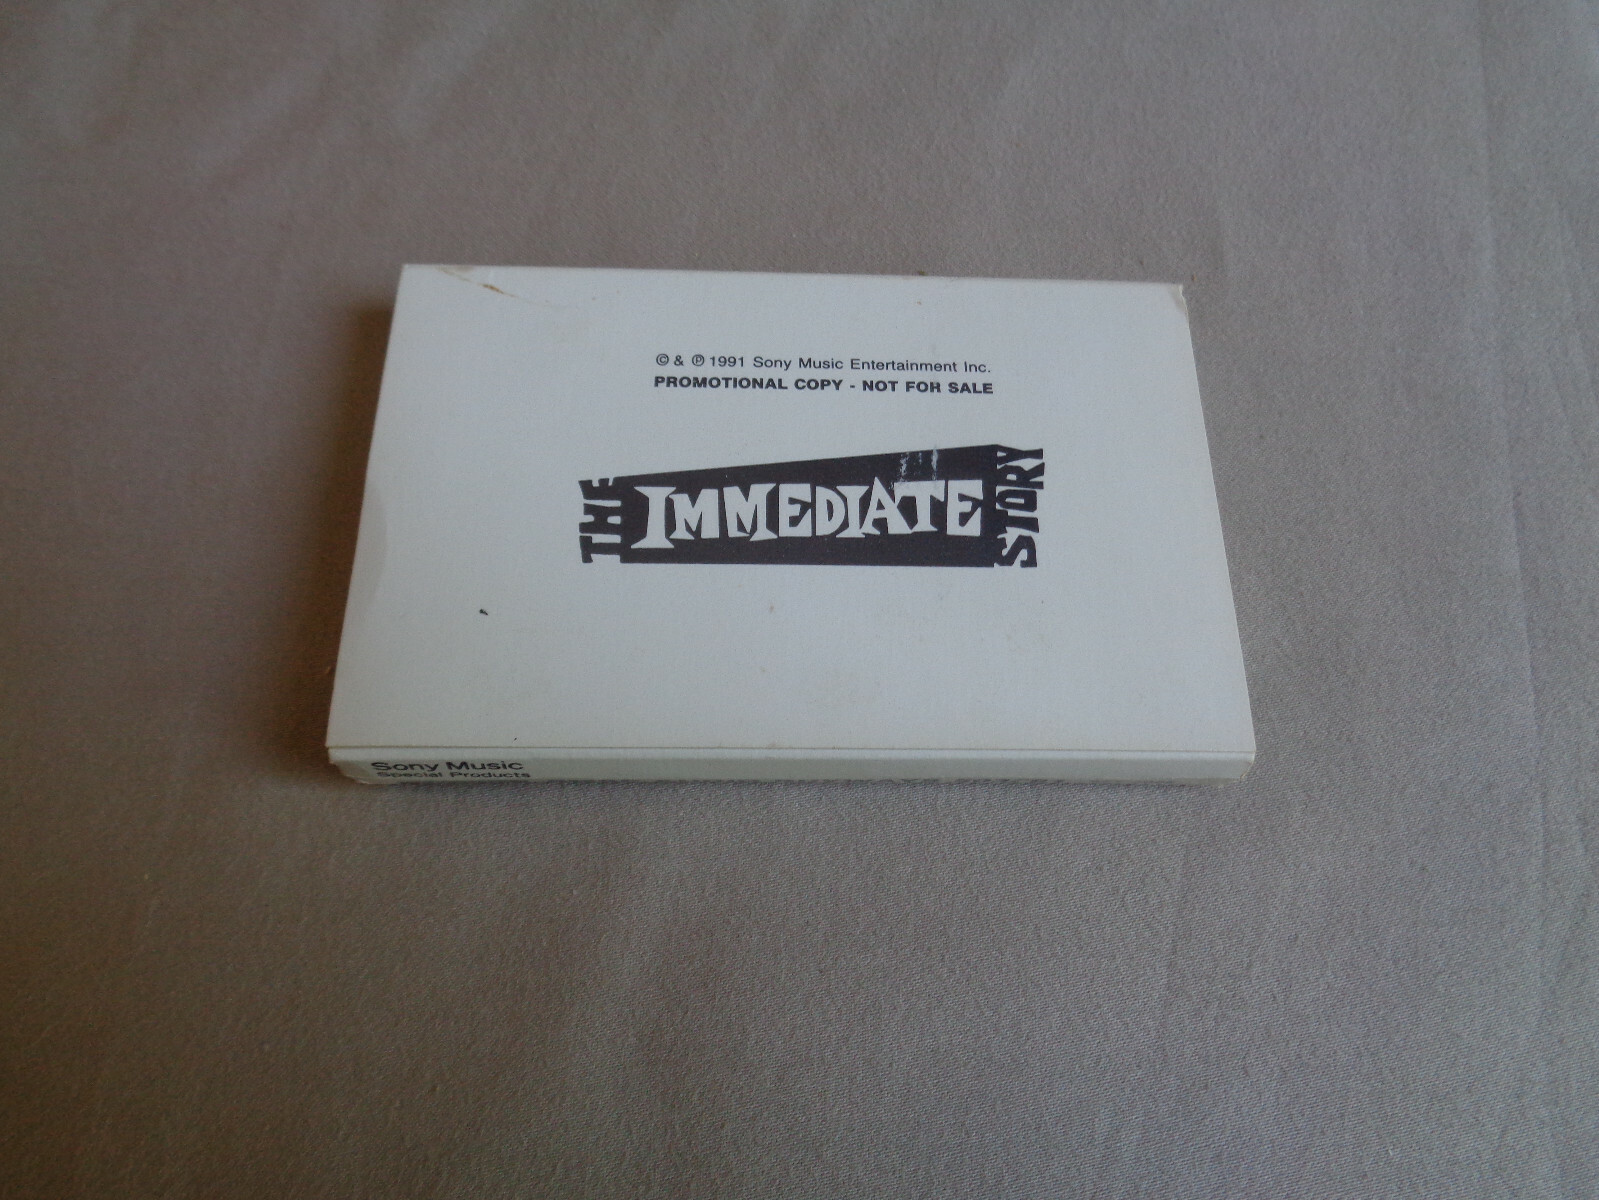 © & ℗ 1991 Sony Music Entertainment Inc.
PROMOTIONAL COPY - NOT FOR SALE
THE IMMEDIATE STORY
Sony Music
Special Products